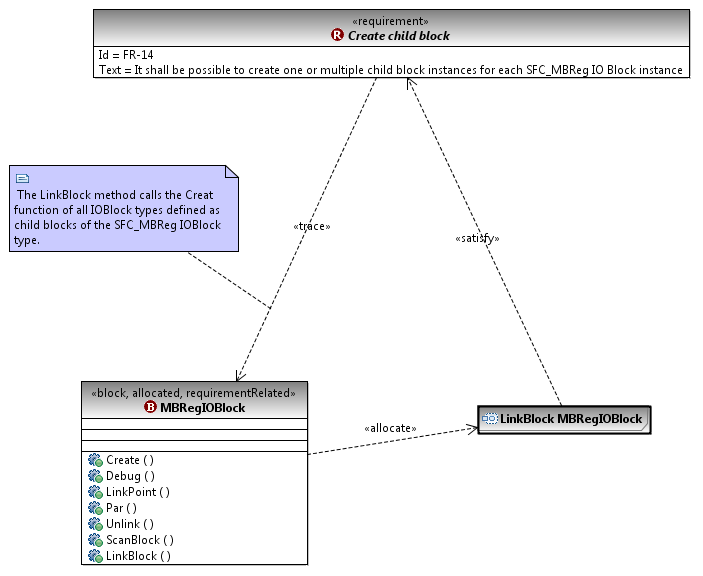 «requirement»
R Create child block
Id = FR-14
Text = It shall be possible to create one or multiple child block instances for each SFC_MBReg IO Block instance
The LinkBlock method calls the Creat
function of all IOBlock types defined as
child blocks of the SFC_MBReg IOBlock
type.
«trace»
«satisfy»
«block, allocated, requirementRelated»
B MBRegIOBlock
«allocate»
LinkBlock MBRegIOBlock
Create ( )
Debug ( )
LinkPoint ( )
Par ( )
Unlink ( )
ScanBlock ( )
LinkBlock ( )